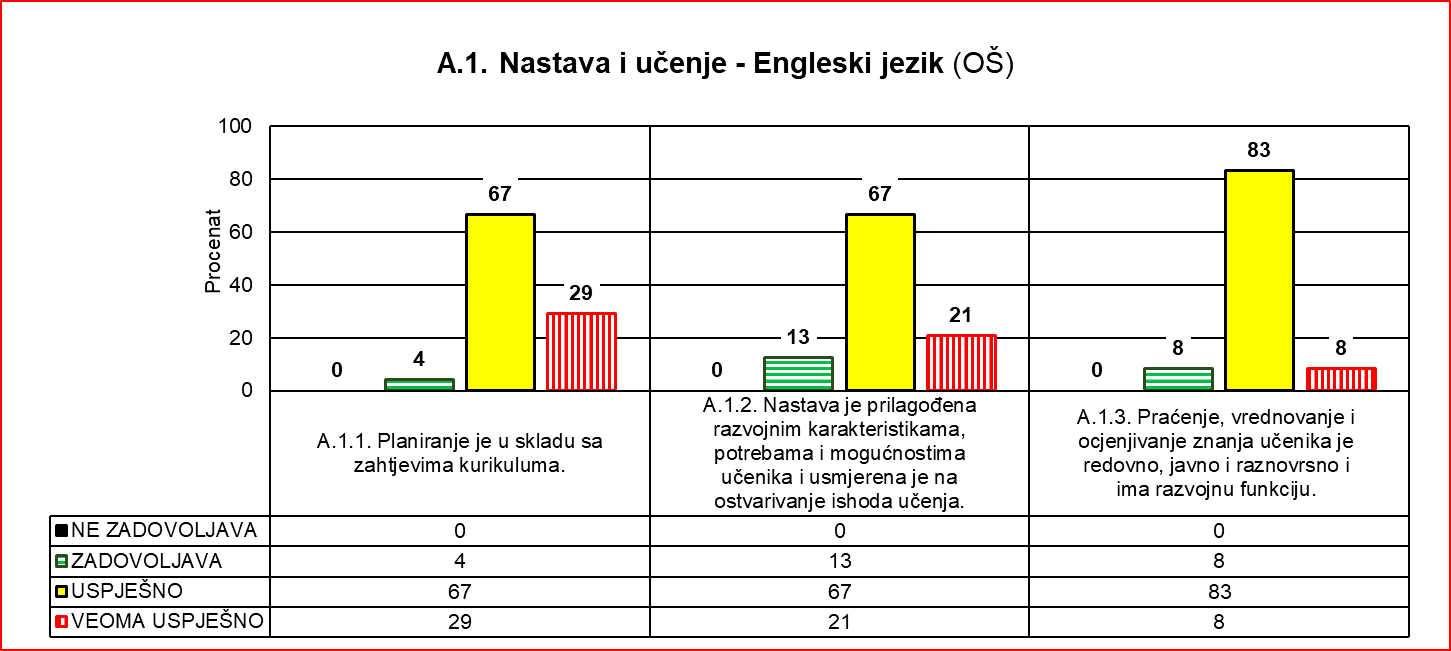 A.1. Nastava i učenje - Engleski jezik (OŠ)
Procenat
100
80
60
40
20
0
0
4
67
29
0
13
67
21
0
8
83
8
A.1.1. Planiranje je u skladu sa
zahtjevima kurikuluma.
A.1.2. Nastava je prilagođena
razvojnim karakteristikama,
potrebama i mogućnostima
učenika i usmjerena je na
ostvarivanje ishoda učenja.
A.1.3. Praćenje, vrednovanje i
ocjenjivanje znanja učenika je
redovno, javno i raznovrsno i
ima razvojnu funkciju.
NE ZADOVOLJAVA 0 0 0
ZADOVOLJAVA 4 13 8
USPJEŠNO 67 67 83
VEOMA USPJEŠNO 29 21 8